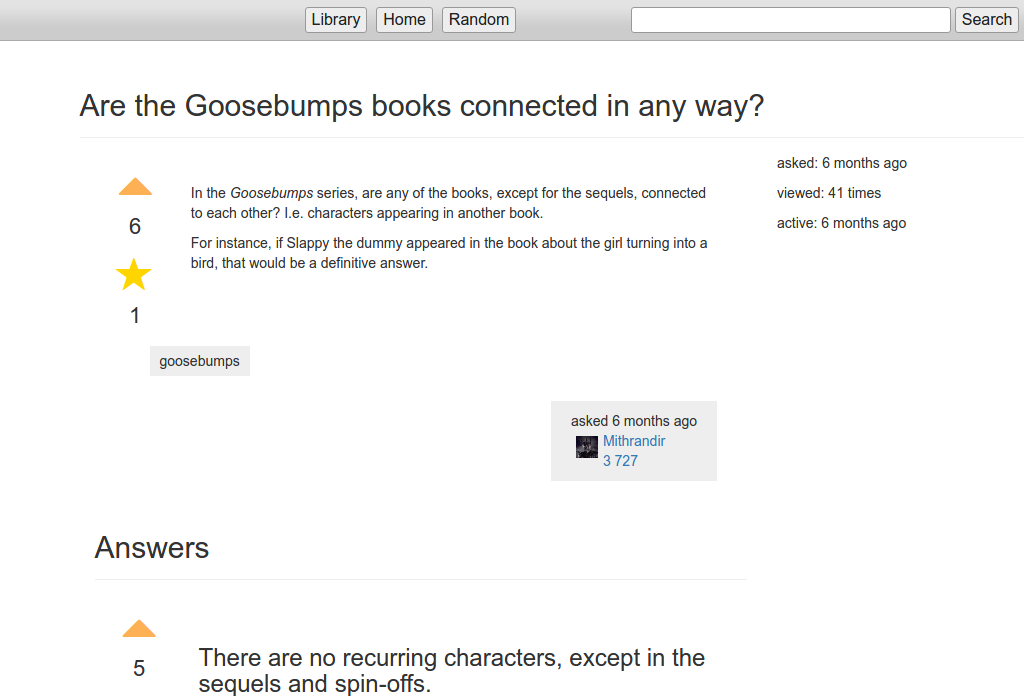 Library Home Random Search
Are the Goosebumps books connected in any way?
asked: 6 months ago
viewed: 41 times
active: 6 months ago
6
1
In the Goosebumps series, are any of the books, except for the sequels, connected
to each other? I.e. characters appearing in another book.
For instance, if Slappy the dummy appeared in the book about the girl turning into a
bird, that would be a definitive answer.
goosebumps
asked 6 months ago
Mithrandir
3 727
Answers
5
There are no recurring characters, except in the
sequels and spin-offs.